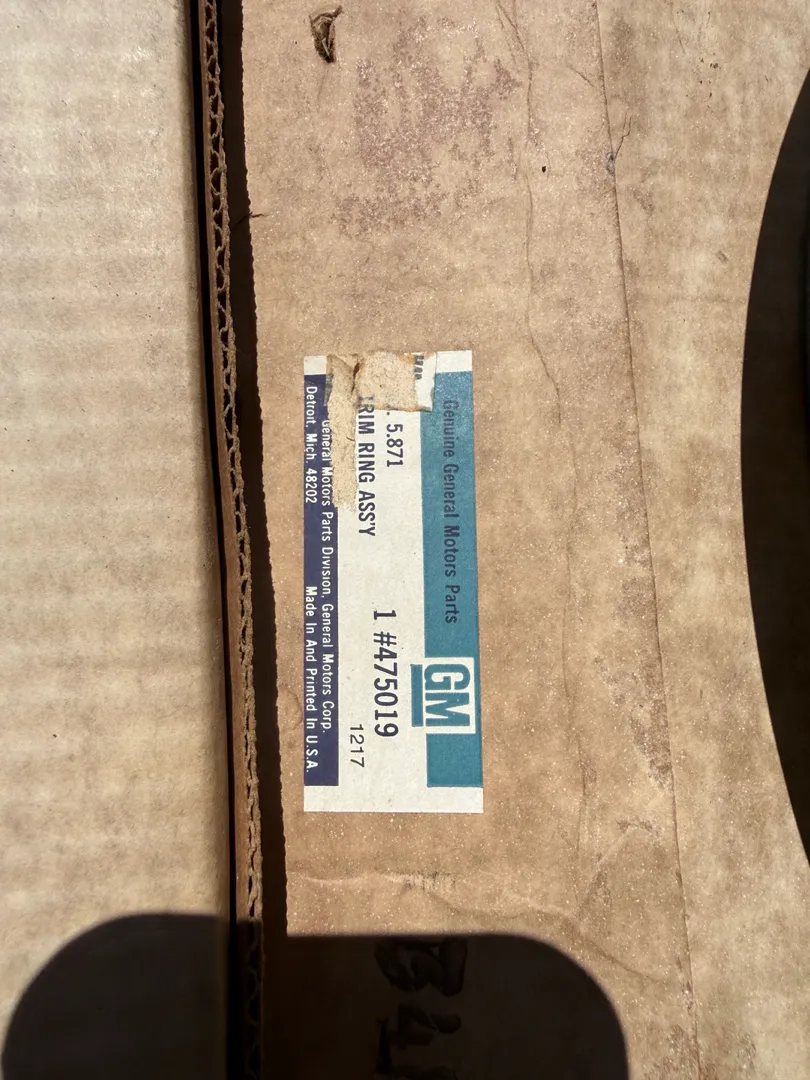 Genuine General Motors Parts
GM
. 5.871
1 #475019
TRIM RING ASS'Y
1217
General Motors Parts Division, General Motors Corp.
Detroit, Mich. 48202
Made In And Printed In U.S.A.